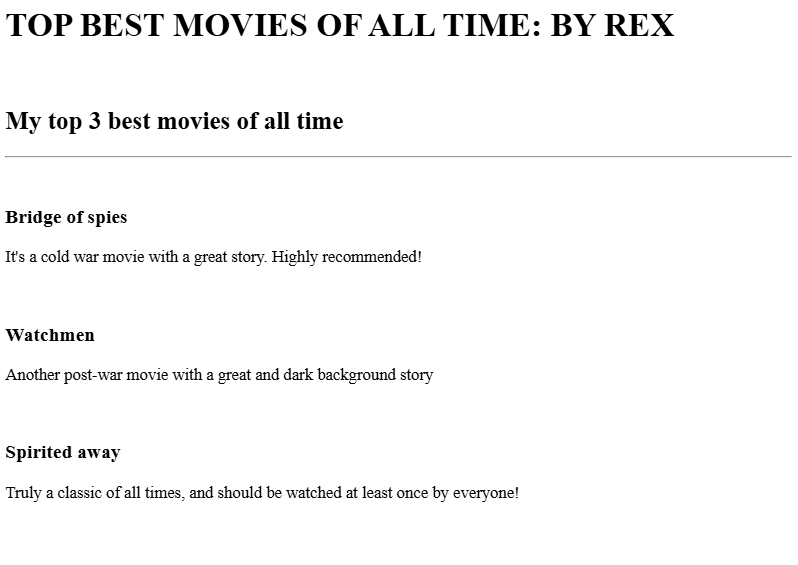 TOP BEST MOVIES OF ALL TIME: BY REX
My top 3 best movies of all time
Bridge of spies
It's a cold war movie with a great story. Highly recommended!
Watchmen
Another post-war movie with a great and dark background story
Spirited away
Truly a classic of all times, and should be watched at least once by everyone!